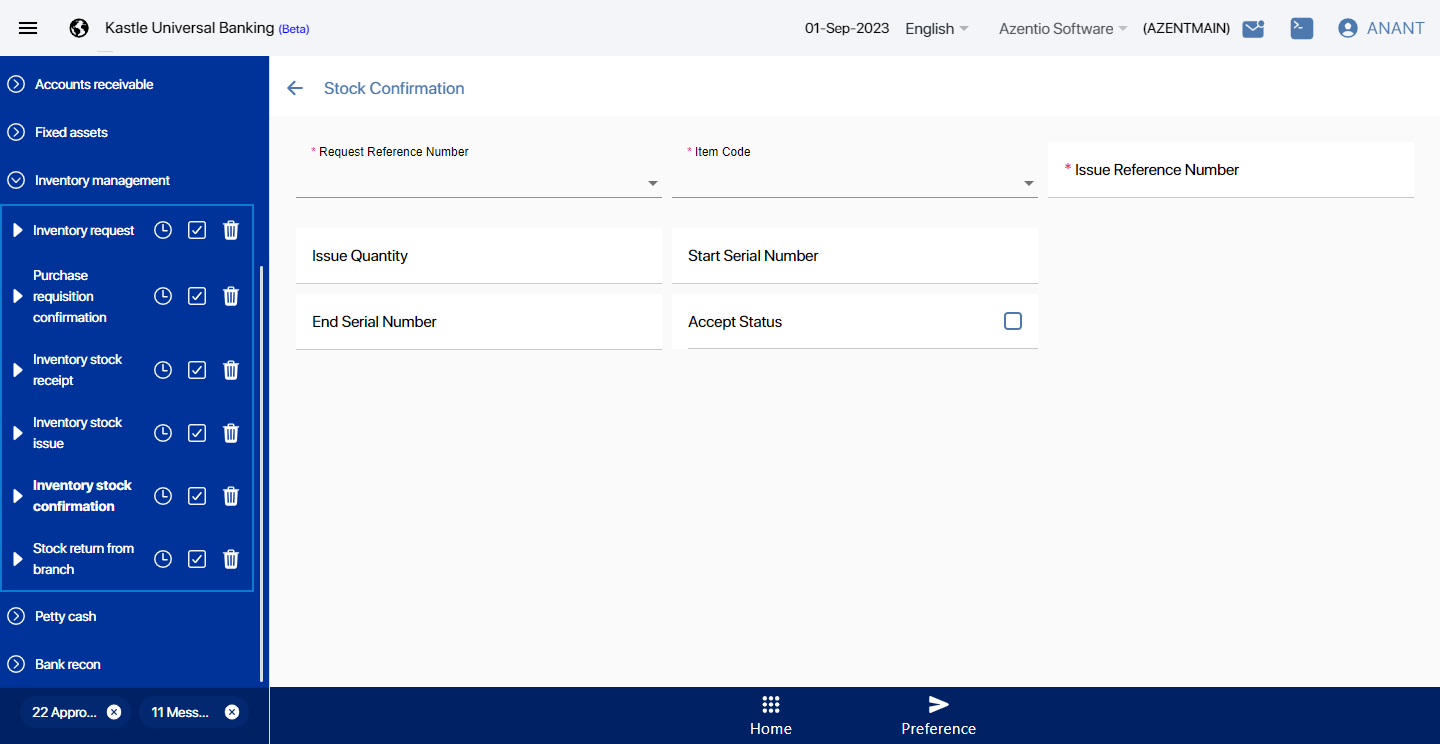 Kastle Universal Banking (Beta)
01-Sep-2023 English Azentio Software (AZENTMAIN) ANANT
Accounts receivable
Fixed assets
Inventory management
Inventory request
Purchase
requisition
confirmation
Inventory stock
receipt
Inventory stock
issue
Inventory stock
confirmation
Stock return from
branch
Petty cash
Bank recon
22 Appro...
11 Mess...
Stock Confirmation
* Request Reference Number
* Item Code
* Issue Reference Number
Issue Quantity
Start Serial Number
End Serial Number
Accept Status
Home
Preference